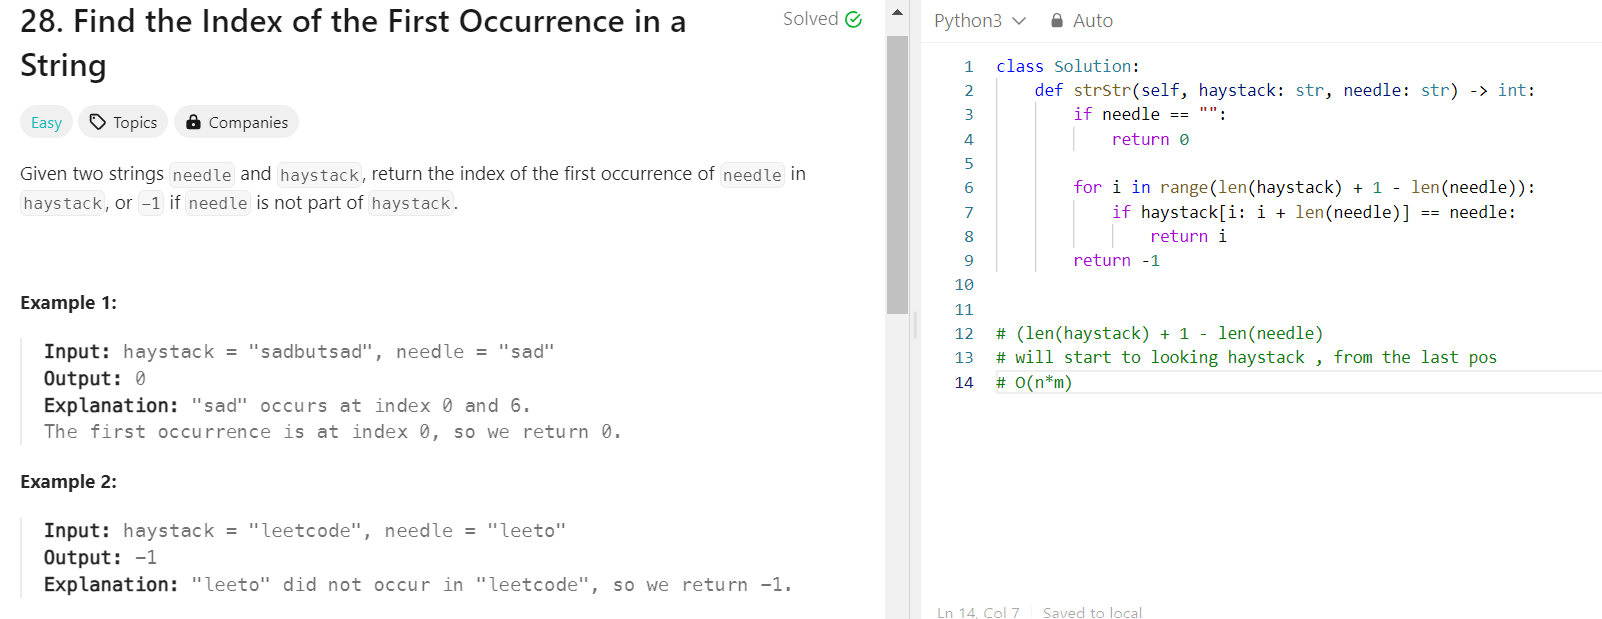 28. Find the Index of the First Occurrence in a
String
Solved
Easy
Topics
Companies
Given two strings needle and haystack, return the index of the first occurrence of needle in
haystack, or -1 if needle is not part of haystack.
Example 1:
Input: haystack = "sadbutsad", needle = "sad"
Output: 0
Explanation: "sad" occurs at index 0 and 6.
The first occurrence is at index 0, so we return 0.
Example 2:
Input: haystack = "leetcode", needle = "leeto"
Output: -1
Explanation: "leeto" did not occur in "leetcode", so we return -1.
Python3
Auto
1 class Solution:
2     def strStr(self, haystack: str, needle: str) -> int:
3         if needle == "":
4             return 0
5
6         for i in range(len(haystack) + 1 - len(needle)):
7             if haystack[i: i + len(needle)] == needle:
8                 return i
9         return -1
10
11
12 # (len(haystack) + 1 - len(needle)
13 # will start to looking haystack , from the last pos
14 # O(n*m)
Ln 14, Col 7
Saved to local